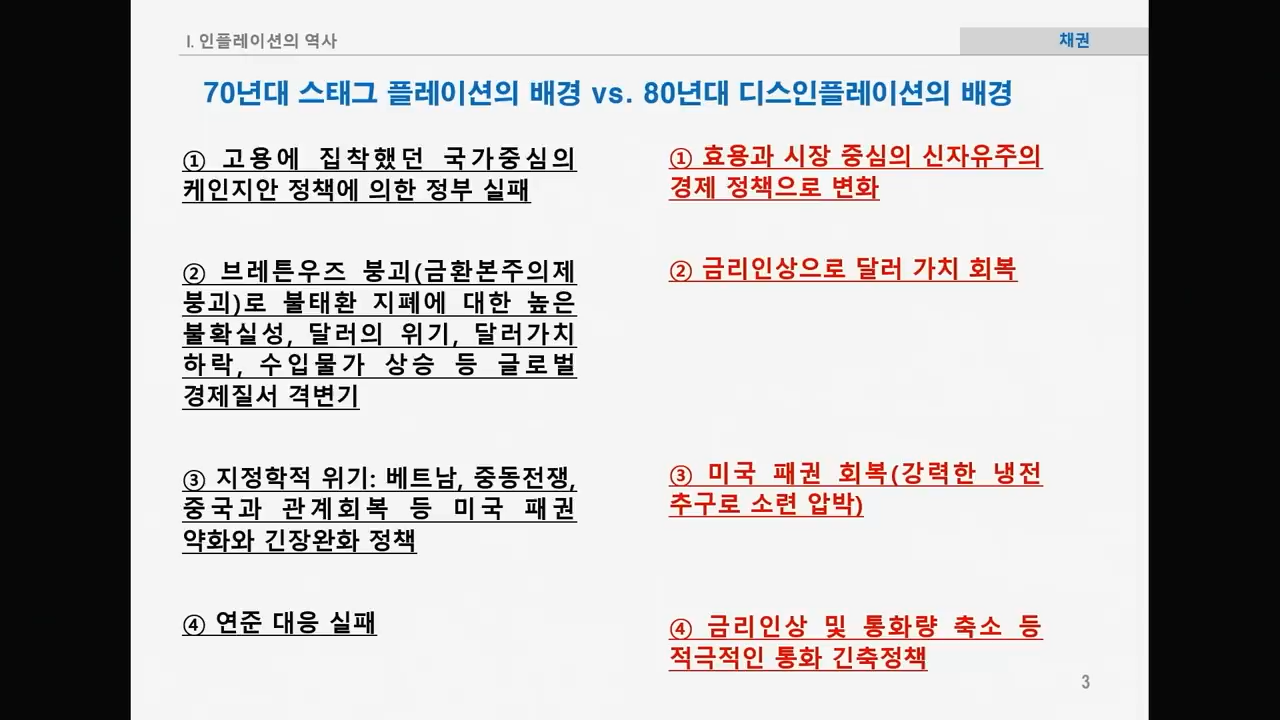 I. 인플레이션의 역사
채권
70년대 스태그 플레이션의 배경 vs. 80년대 디스인플레이션의 배경
① 고용에 집착했던 국가중심의
케인지안 정책에 의한 정부 실패
② 브레튼우즈 붕괴(금환본주의제
붕괴)로 불태환 지폐에 대한 높은
불확실성, 달러의 위기, 달러가치
하락, 수입물가 상승 등 글로벌
경제질서 격변기
③ 지정학적 위기: 베트남, 중동전쟁,
중국과 관계회복 등 미국 패권
약화와 긴장완화 정책
④ 연준 대응 실패
① 효용과 시장 중심의 신자유주의
경제 정책으로 변화
② 금리인상으로 달러 가치 회복
③ 미국 패권 회복(강력한 냉전
추구로 소련 압박)
④ 금리인상 및 통화량 축소 등
적극적인 통화 긴축정책
3